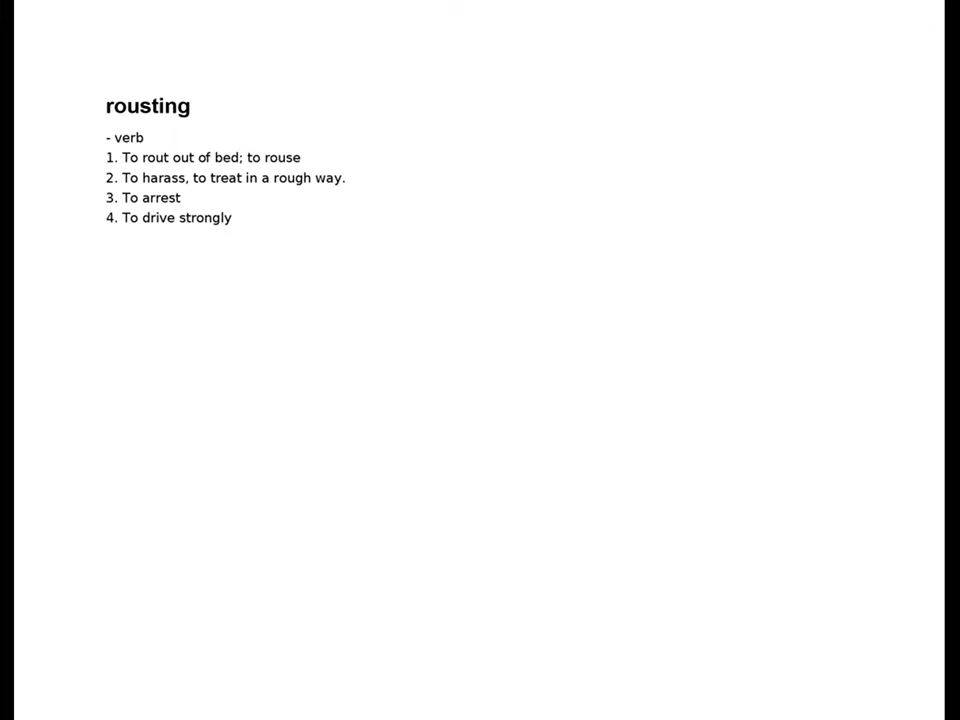 rousting
- verb
1. To rout out of bed; to rouse
2. To harass, to treat in a rough way.
3. To arrest
4. To drive strongly